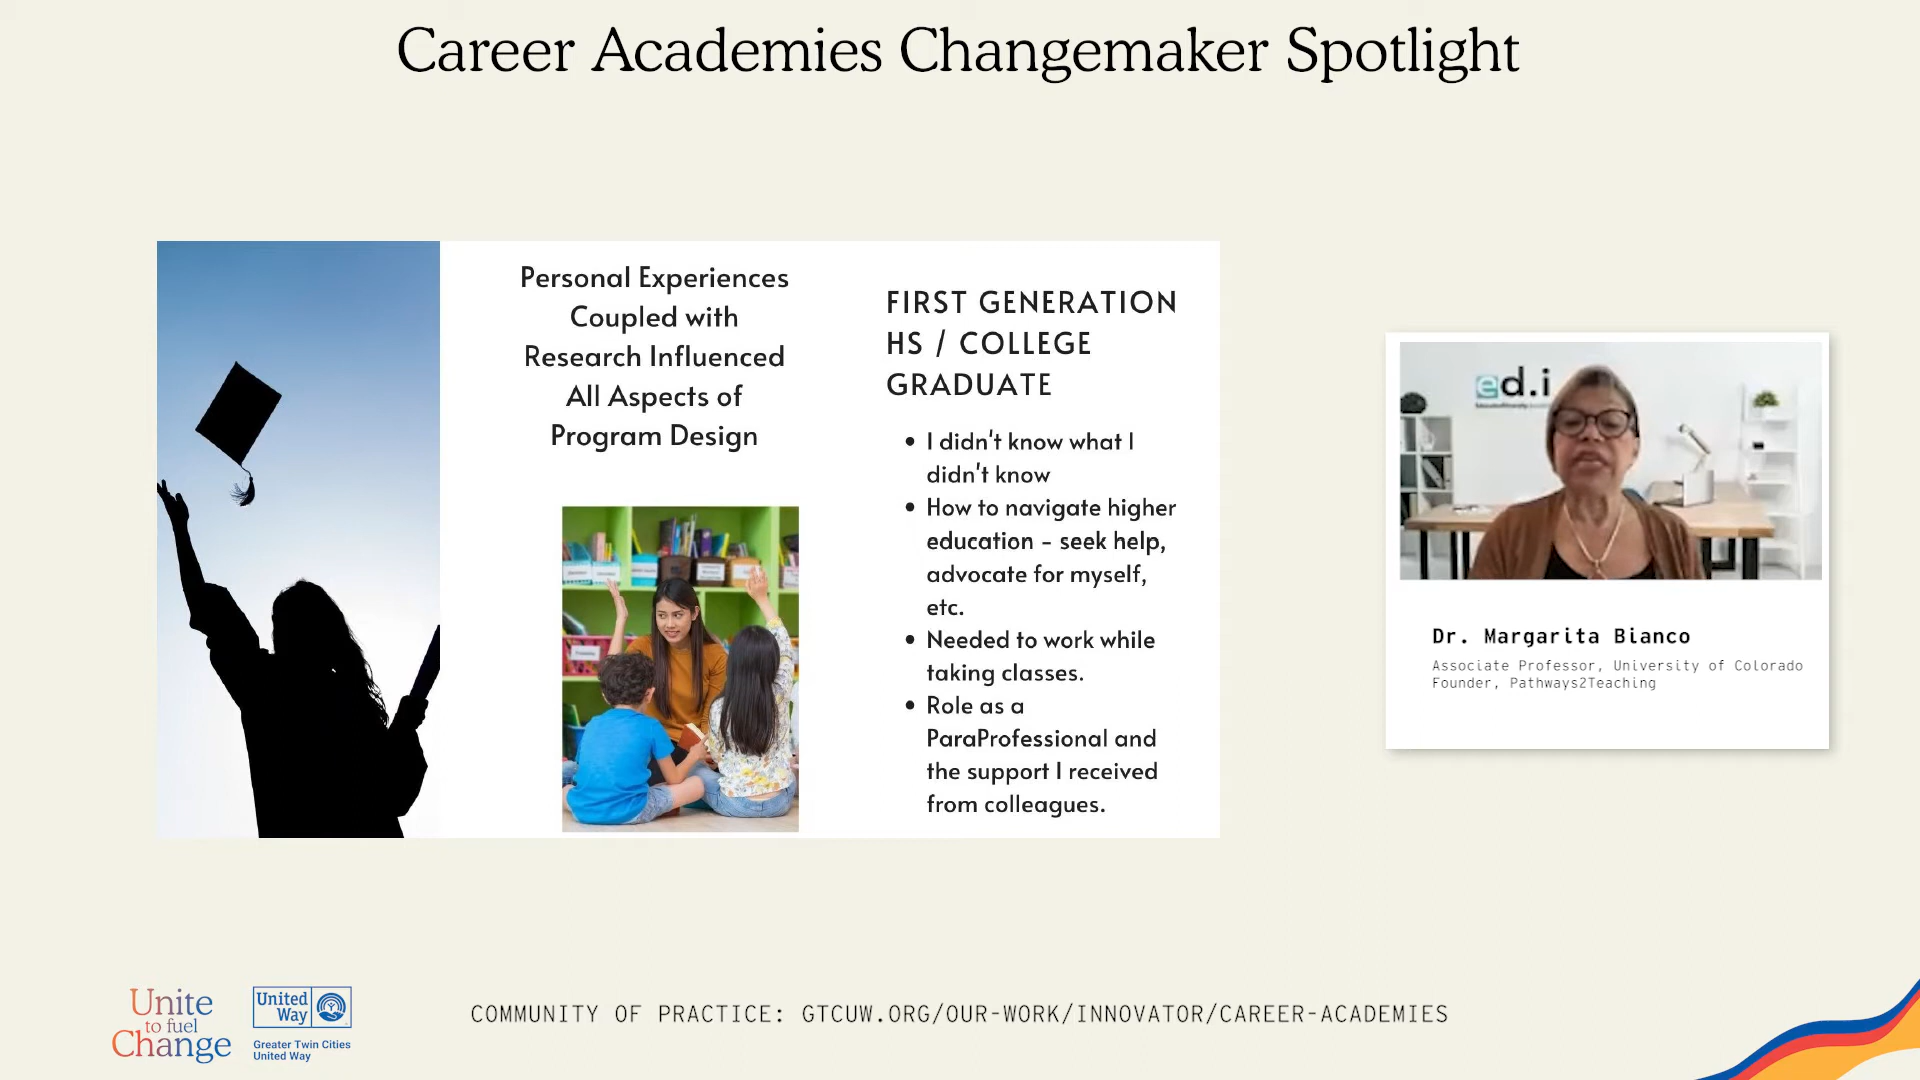 Career Academies Changemaker Spotlight
Personal Experiences
Coupled with
Research Influenced
All Aspects of
Program Design
FIRST GENERATION
HS / COLLEGE
GRADUATE
• I didn't know what I
didn't know
• How to navigate higher
education - seek help,
advocate for myself,
etc.
• Needed to work while
taking classes.
• Role as a
ParaProfessional and
the support I received
from colleagues.
ed.i
Dr. Margarita Bianco
Associate Professor, University of Colorado
Founder, Pathways2Teaching
Unite
to fuel
Change
United
Way
Greater Twin Cities
United Way
COMMUNITY OF PRACTICE: GTCUW.ORG/OUR-WORK/INNOVATOR/CAREER-ACADEMIES